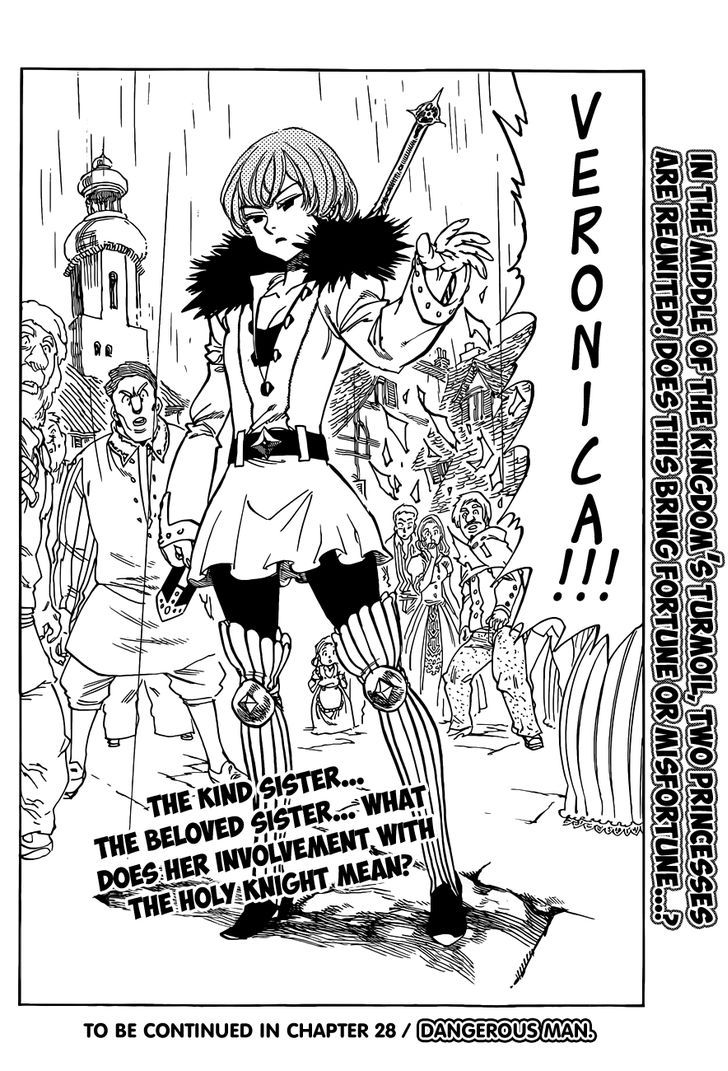 VERONICA!!!
IN THE MIDDLE OF THE KINGDOM'S TURMOIL, TWO PRINCESSES
ARE REUNITED! DOES THIS BRING FORTUNE OR MISFORTUNE...?
THE KIND SISTER...
THE BELOVED SISTER... WHAT
DOES HER INVOLVEMENT WITH
THE HOLY KNIGHT MEAN?
TO BE CONTINUED IN CHAPTER 28 / DANGEROUS MAN.